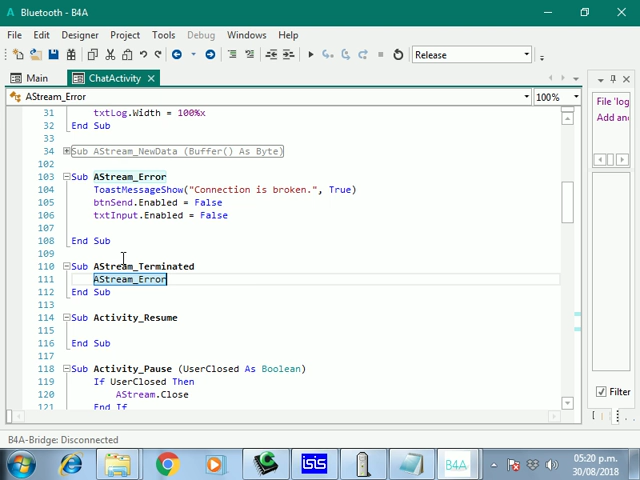 Bluetooth - B4A
File Edit Designer Project Tools Debug Windows Help
Release
Main ChatActivity
AStream_Error 100%
31 txtLog.Width = 100%x
32 End Sub
33
34 Sub AStream_NewData (Buffer() As Byte)
102
103 Sub AStream_Error
104 ToastMessageShow("Connection is broken.", True)
105 btnSend.Enabled = False
106 txtInput.Enabled = False
107
108 End Sub
109
110 Sub AStream_Terminated
111 AStream_Error
112 End Sub
113
114 Sub Activity_Resume
115
116 End Sub
117
118 Sub Activity_Pause (UserClosed As Boolean)
119 If UserClosed Then
120 AStream.Close
121 End If
File 'log
Add and
Filter
B4A-Bridge: Disconnected
isis B4A 05:20 p.m.
30/08/2018